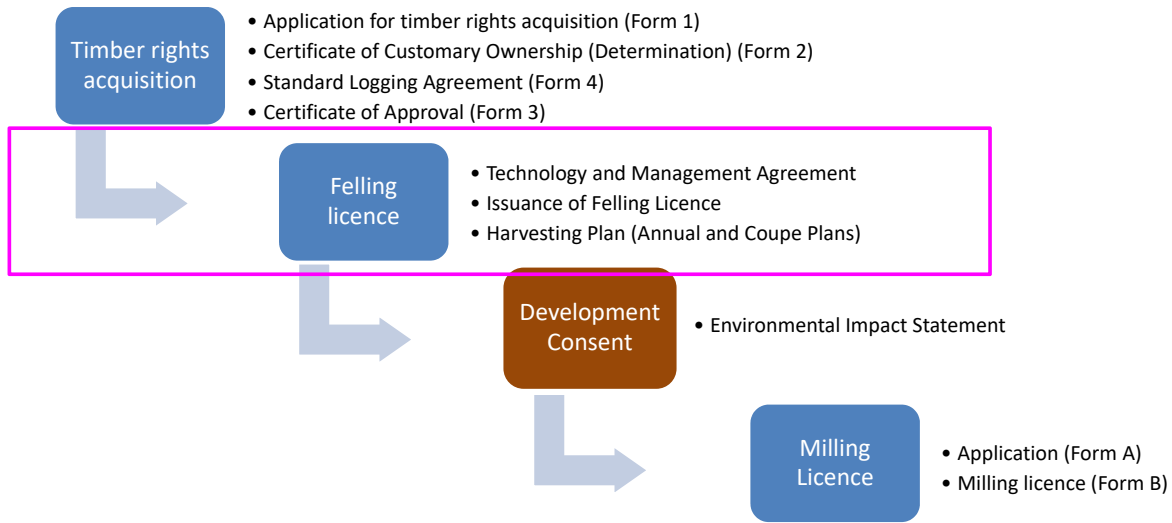 Timber rights
acquisition
• Application for timber rights acquisition (Form 1)
• Certificate of Customary Ownership (Determination) (Form 2)
• Standard Logging Agreement (Form 4)
• Certificate of Approval (Form 3)
Felling
licence
• Technology and Management Agreement
• Issuance of Felling Licence
• Harvesting Plan (Annual and Coupe Plans)
Development
Consent
• Environmental Impact Statement
Milling
Licence
• Application (Form A)
• Milling licence (Form B)